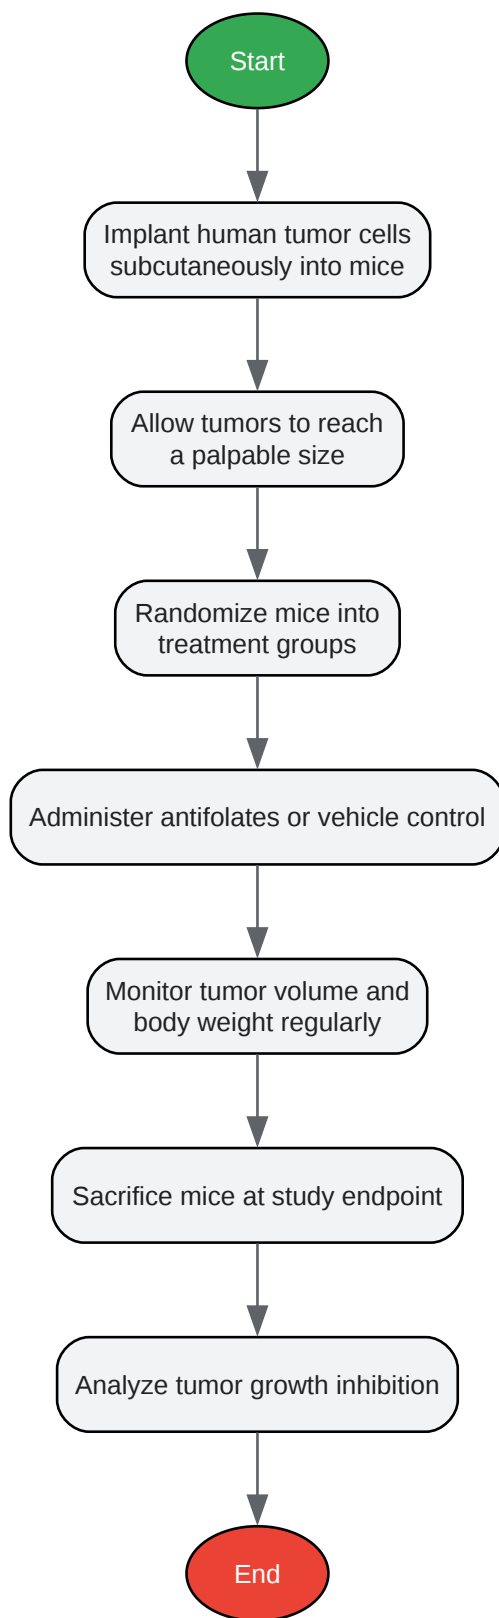 Start
Implant human tumor cells
subcutaneously into mice
Allow tumors to reach
a palpable size
Randomize mice into
treatment groups
Administer antifolates or vehicle control
Monitor tumor volume and
body weight regularly
Sacrifice mice at study endpoint
Analyze tumor growth inhibition
End